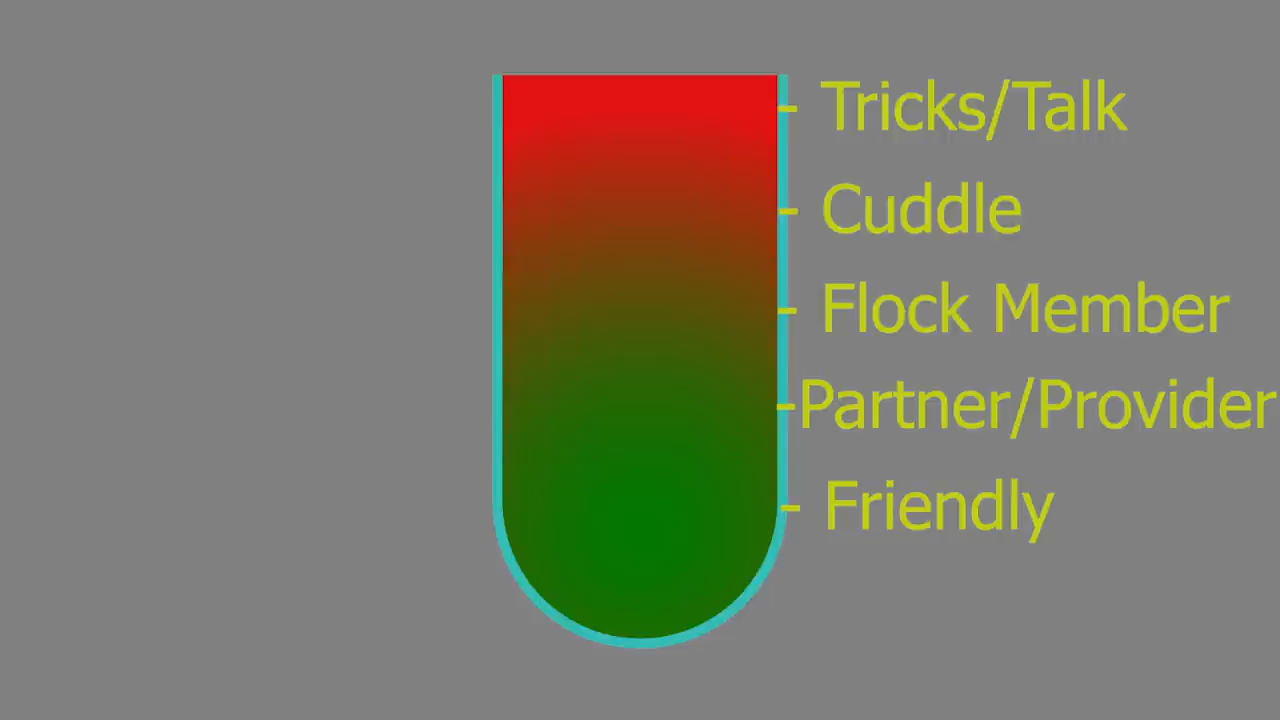 Tricks/Talk
Cuddle
Flock Member
Partner/Provider
Friendly